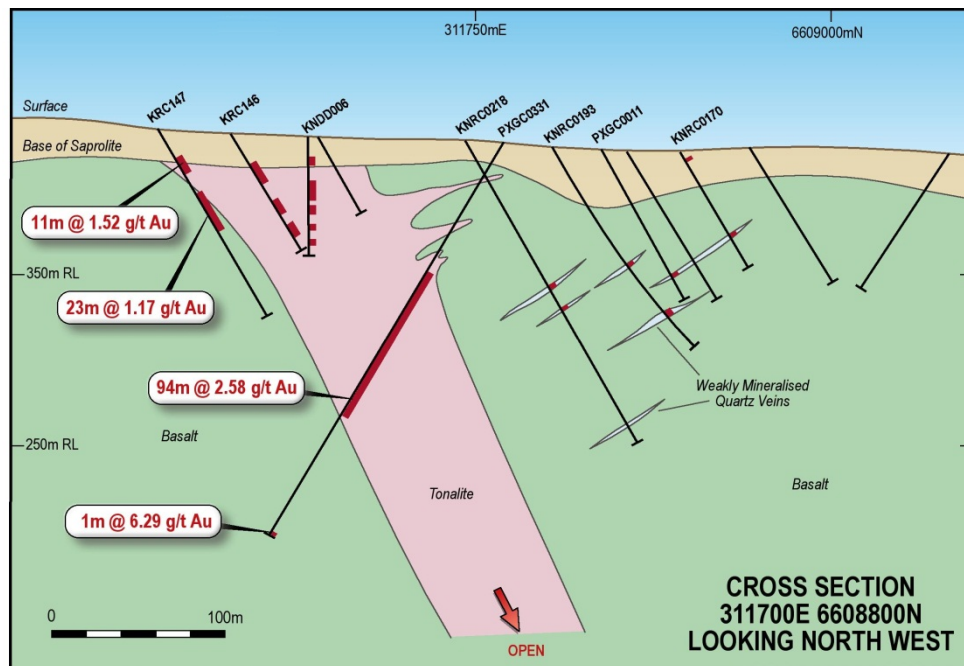 311750mE
6609000mN
Surface
Base of Saprolite
KRC147
KRC146
KNDD006
KNRC0218
PXGC0331
KNRC0193
PXGC0011
KNRC0170
11m @ 1.52 g/t Au
350m RL
23m @ 1.17 g/t Au
94m @ 2.58 g/t Au
Weakly Mineralised
Quartz Veins
Basalt
250m RL
Tonalite
Basalt
1m @ 6.29 g/t Au
0
100m
OPEN
CROSS SECTION
311700E 6608800N
LOOKING NORTH WEST